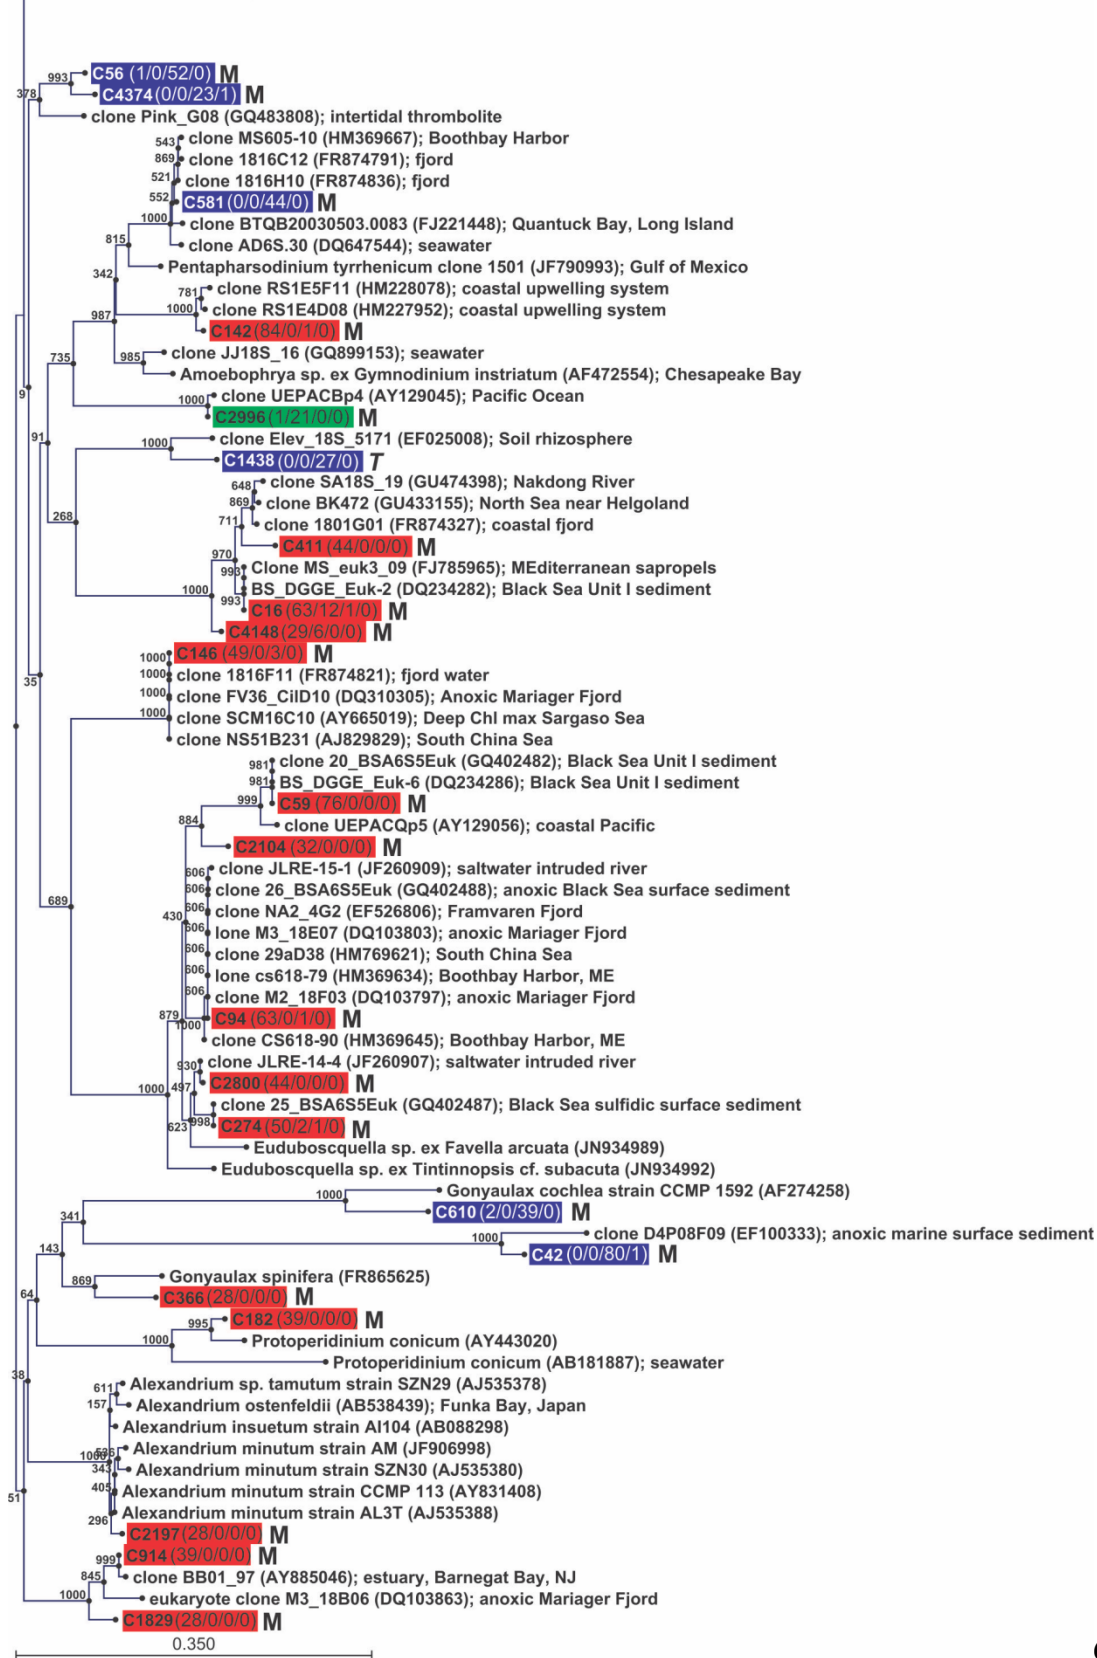 993 C56 (1/0/52/0) M
378 C4374 (0/0/23/1) M
clone Pink_G08 (GQ483808); intertidal thrombolite
543 clone MS605-10 (HM369667); Boothbay Harbor
869 clone 1816C12 (FR874791); fjord
521 clone 1816H10 (FR874836); fjord
552 C581 (0/0/44/0) M
1000 clone BTQB20030503.0083 (FJ221448); Quantuck Bay, Long Island
815 clone AD6S.30 (DQ647544); seawater
Pentapharsodinium tyrrhenicum clone 1501 (JF790993); Gulf of Mexico
342 781 clone RS1E5F11 (HM228078); coastal upwelling system
1000 clone RS1E4D08 (HM227952); coastal upwelling system
987 C142 (84/0/1/0) M
735 985 clone JJ18S_16 (GQ899153); seawater
Amoebophrya sp. ex Gymnodinium instriatum (AF472554); Chesapeake Bay
9 1000 clone UEPACBp4 (AY129045); Pacific Ocean
C2996 (1/21/0/0) M
91 1000 clone Elev_18S_5171 (EF025008); Soil rhizosphere
C1438 (0/0/27/0) T
648 clone SA18S_19 (GU474398); Nakdong River
869 clone BK472 (GU433155); North Sea near Helgoland
268 711 clone 1801G01 (FR874327); coastal fjord
C411 (44/0/0/0) M
970 993 Clone MS_euk3_09 (FJ785965); MEditerranean sapropels
1000 BS_DGGE_Euk-2 (DQ234282); Black Sea Unit I sediment
993 C16 (63/12/1/0) M
C4148 (29/6/0/0) M
1000 C146 (49/0/3/0) M
35 1000 clone 1816F11 (FR874821); fjord water
1000 clone FV36_CilD10 (DQ310305); Anoxic Mariager Fjord
1000 clone SCM16C10 (AY665019); Deep Chl max Sargaso Sea
clone NS51B231 (AJ829829); South China Sea
981 clone 20_BSA6S5Euk (GQ402482); Black Sea Unit I sediment
981 BS_DGGE_Euk-6 (DQ234286); Black Sea Unit I sediment
999 C59 (76/0/0/0) M
884 clone UEPACQp5 (AY129056); coastal Pacific
C2104 (32/0/0/0) M
606 clone JLRE-15-1 (JF260909); saltwater intruded river
606 clone 26_BSA6S5Euk (GQ402488); anoxic Black Sea surface sediment
689 430 606 clone NA2_4G2 (EF526806); Framvaren Fjord
606 lone M3_18E07 (DQ103803); anoxic Mariager Fjord
606 clone 29aD38 (HM769621); South China Sea
606 lone cs618-79 (HM369634); Boothbay Harbor, ME
606 clone M2_18F03 (DQ103797); anoxic Mariager Fjord
879 1000 C94 (63/0/1/0) M
clone CS618-90 (HM369645); Boothbay Harbor, ME
930 clone JLRE-14-4 (JF260907); saltwater intruded river
1000 497 C2800 (44/0/0/0) M
clone 25_BSA6S5Euk (GQ402487); Black Sea sulfidic surface sediment
623 998 C274 (50/2/1/0) M
Euduboscquella sp. ex Favella arcuata (JN934989)
Euduboscquella sp. ex Tintinnopsis cf. subacuta (JN934992)
1000 Gonyaulax cochlea strain CCMP 1592 (AF274258)
341 C610 (2/0/39/0) M
1000 clone D4P08F09 (EF100333); anoxic marine surface sediment
143 C42 (0/0/80/1) M
869 Gonyaulax spinifera (FR865625)
64 C366 (28/0/0/0) M
995 C182 (39/0/0/0) M
1000 Protoperidinium conicum (AY443020)
Protoperidinium conicum (AB181887); seawater
38 611 Alexandrium sp. tamutum strain SZN29 (AJ535378)
157 Alexandrium ostenfeldii (AB538439); Funka Bay, Japan
Alexandrium insuetum strain AI104 (AB088298)
1000 Alexandrium minutum strain AM (JF906998)
343 Alexandrium minutum strain SZN30 (AJ535380)
51 405 Alexandrium minutum strain CCMP 113 (AY831408)
296 Alexandrium minutum strain AL3T (AJ535388)
C2197 (28/0/0/0) M
999 C914 (39/0/0/0) M
845 clone BB01_97 (AY885046); estuary, Barnegat Bay, NJ
1000 eukaryote clone M3_18B06 (DQ103863); anoxic Mariager Fjord
C1829 (28/0/0/0) M
0.350